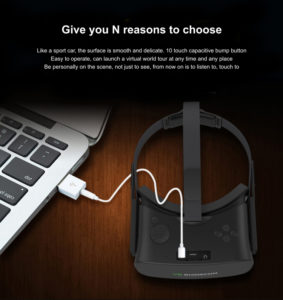 Give you N reasons to choose
Like a sport car, the surface is smooth and delicate. 10 touch capacitive bump button
Easy to operate, can launch a virtual world tour at any time and any place
Be personally on the scene, not just to see, from now on is to listen to, touch to